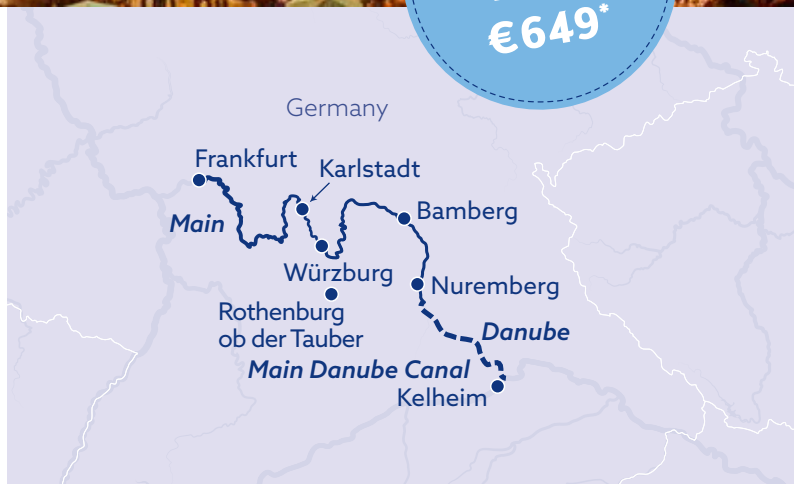 €649*
Germany
Frankfurt
Karlstadt
Main
Bamberg
Würzburg
Nuremberg
Rothenburg
ob der Tauber
Danube
Main Danube Canal
Kelheim